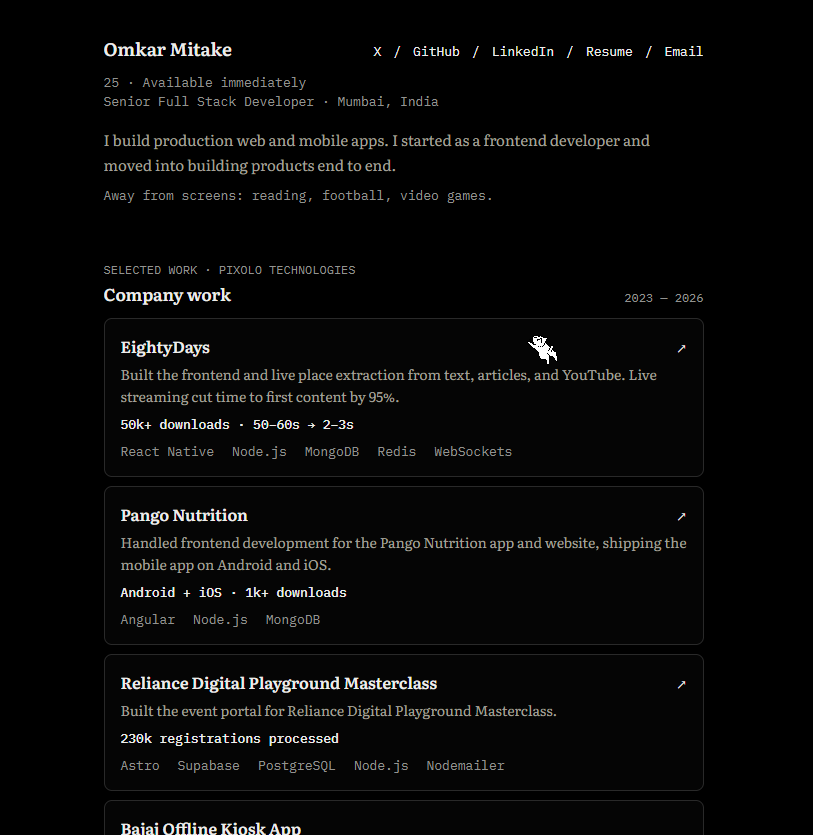 Omkar Mitake
X / GitHub / LinkedIn / Resume / Email
25 · Available immediately
Senior Full Stack Developer · Mumbai, India
I build production web and mobile apps. I started as a frontend developer and
moved into building products end to end.
Away from screens: reading, football, video games.
SELECTED WORK · PIXOLO TECHNOLOGIES
Company work
2023 — 2026
EightyDays ↗
Built the frontend and live place extraction from text, articles, and YouTube. Live
streaming cut time to first content by 95%.
50k+ downloads · 50–60s → 2–3s
React Native Node.js MongoDB Redis WebSockets
Pango Nutrition ↗
Handled frontend development for the Pango Nutrition app and website, shipping the
mobile app on Android and iOS.
Android + iOS · 1k+ downloads
Angular Node.js MongoDB
Reliance Digital Playground Masterclass ↗
Built the event portal for Reliance Digital Playground Masterclass.
230k registrations processed
Astro Supabase PostgreSQL Node.js Nodemailer
Bajaj Offline Kiosk App